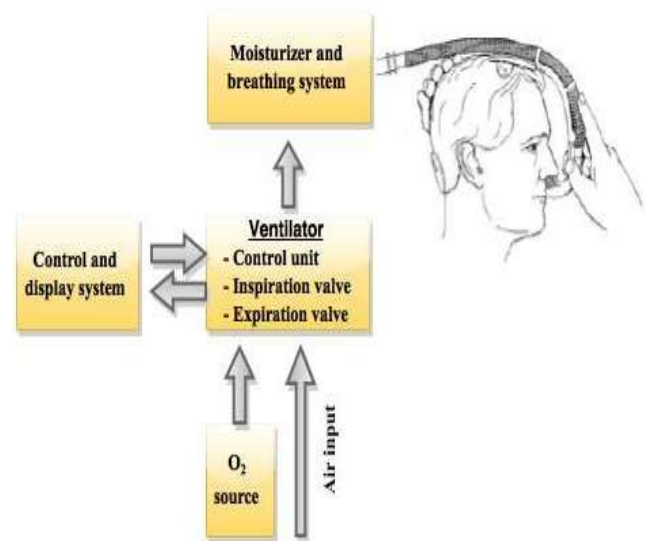 Moisturizer and
breathing system
Control and
display system
Ventilator
- Control unit
- Inspiration valve
- Expiration valve
O₂
source
Air input